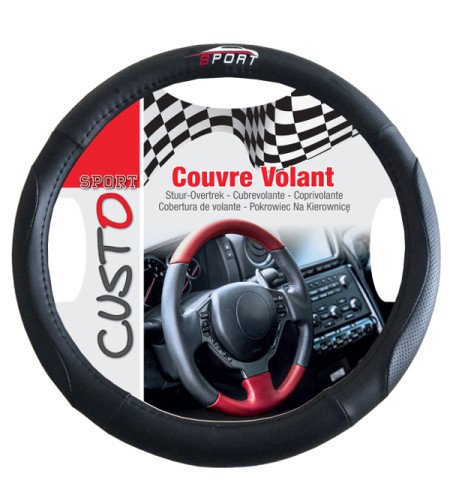 SPORT
SPORT
CUSTO
Couvre Volant
Stuur-Overtrek - Cubrevolante - Coprivolante
Cobertura de volante - Pokrowiec Na Kierownicę